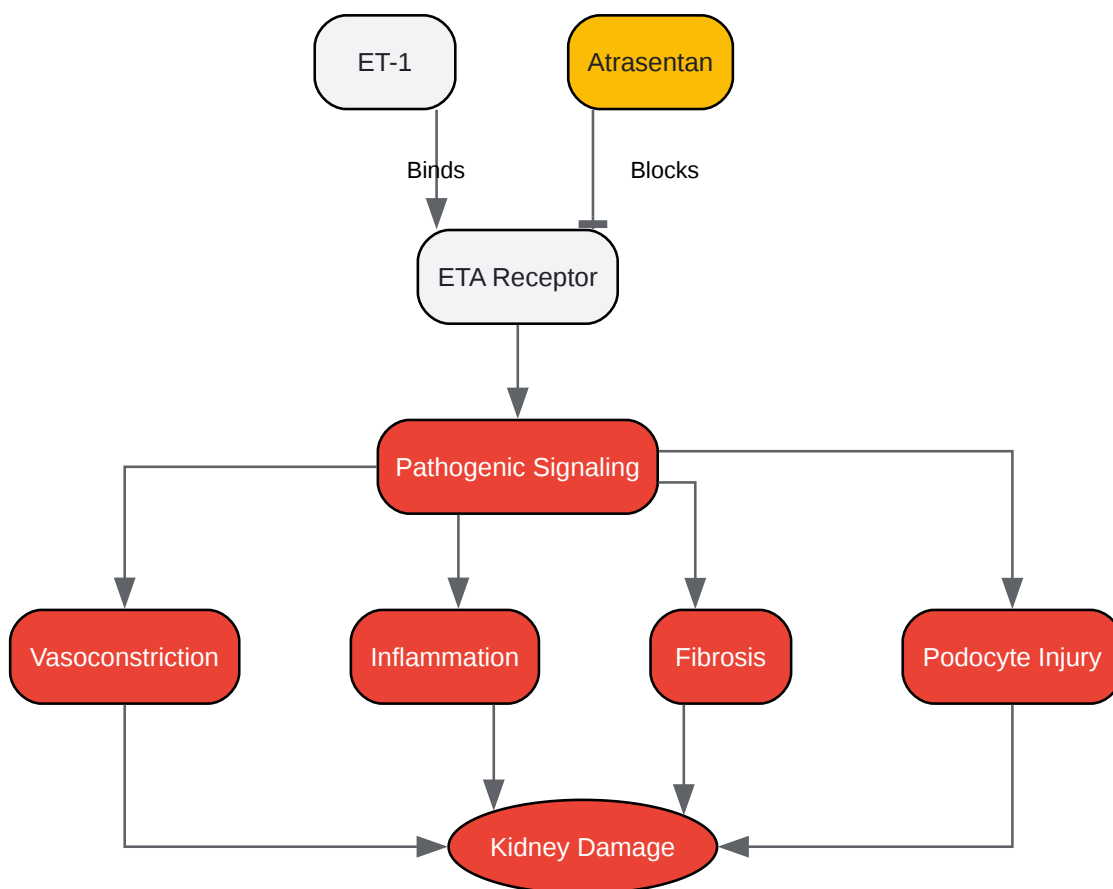 ET-1
Atrasentan
Binds
Blocks
ETA Receptor
Pathogenic Signaling
Vasoconstriction
Inflammation
Fibrosis
Podocyte Injury
Kidney Damage